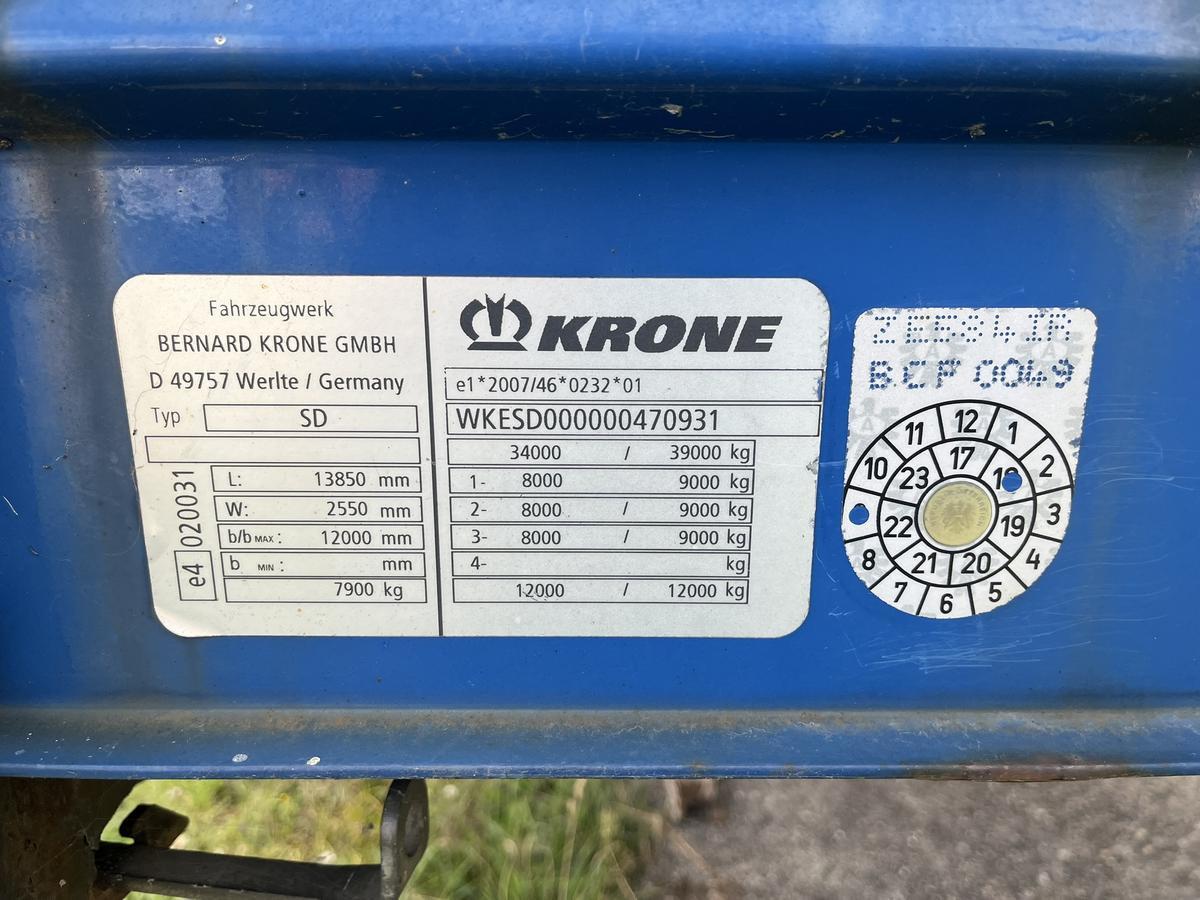 Fahrzeugwerk
BERNARD KRONE GMBH
D 49757 Werlte / Germany
Typ SD
L: 13850 mm
W: 2550 mm
b/b MAX : 12000 mm
b MIN : mm
7900 kg
e4 020031
KRONE
e1*2007/46*0232*01
WKESD000000470931
34000 / 39000 kg
1- 8000 9000 kg
2- 8000 / 9000 kg
3- 8000 / 9000 kg
4- kg
12000 / 12000 kg
BCP 0049
12 1 2 3 4 5 6 7 8 10 11
17 19 20 21 22 23